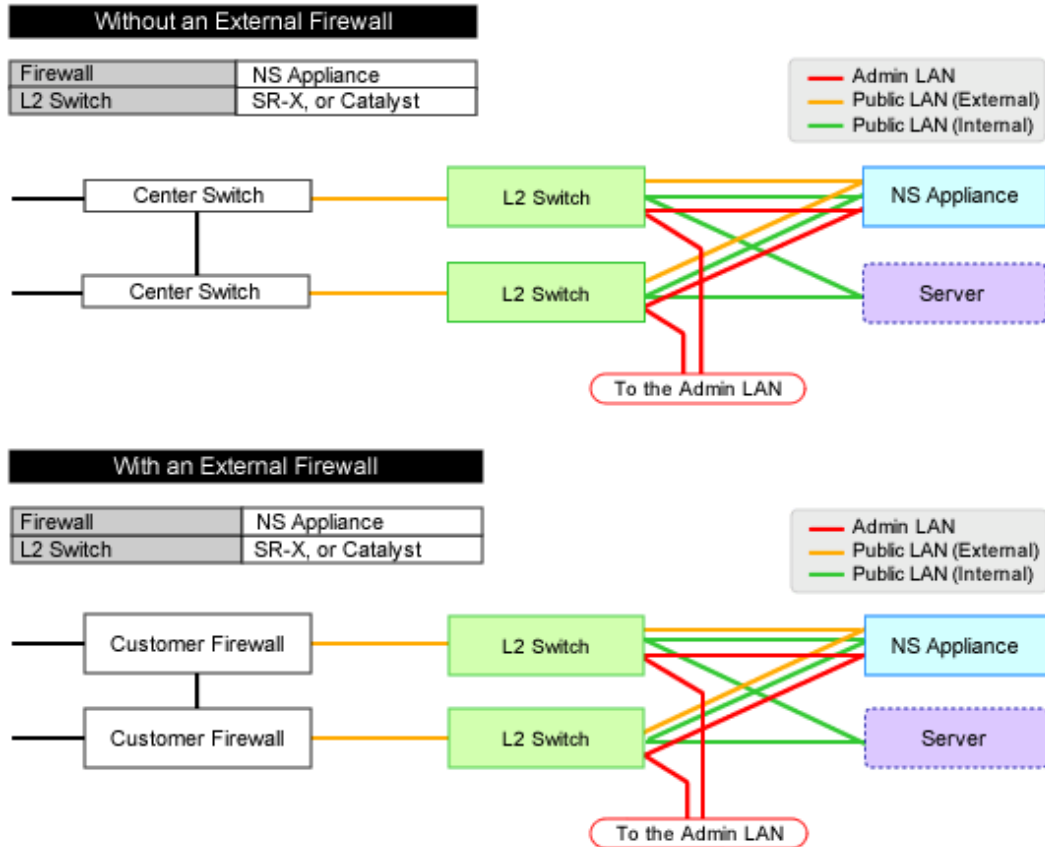 Without an External Firewall
Firewall NS Appliance
L2 Switch SR-X, or Catalyst
Admin LAN
Public LAN (External)
Public LAN (Internal)
Center Switch
L2 Switch
NS Appliance
Center Switch
L2 Switch
Server
To the Admin LAN
With an External Firewall
Firewall NS Appliance
L2 Switch SR-X, or Catalyst
Admin LAN
Public LAN (External)
Public LAN (Internal)
Customer Firewall
L2 Switch
NS Appliance
Customer Firewall
L2 Switch
Server
To the Admin LAN